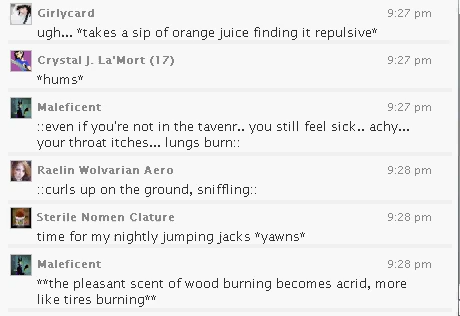 Girlycard 9:27 pm
ugh... *takes a sip of orange juice finding it repulsive*
Crystal J. La'Mort (17) 9:27 pm
*hums*
Maleficent 9:27 pm
::even if you're not in the tavenr.. you still feel sick.. achy...
your throat itches... lungs burn::
Raelin Wolvarian Aero 9:28 pm
::curls up on the ground, sniffling::
Sterile Nomen Clature 9:28 pm
time for my nightly jumping jacks *yawns*
Maleficent 9:28 pm
**the pleasant scent of wood burning becomes acrid, more
like tires burning**